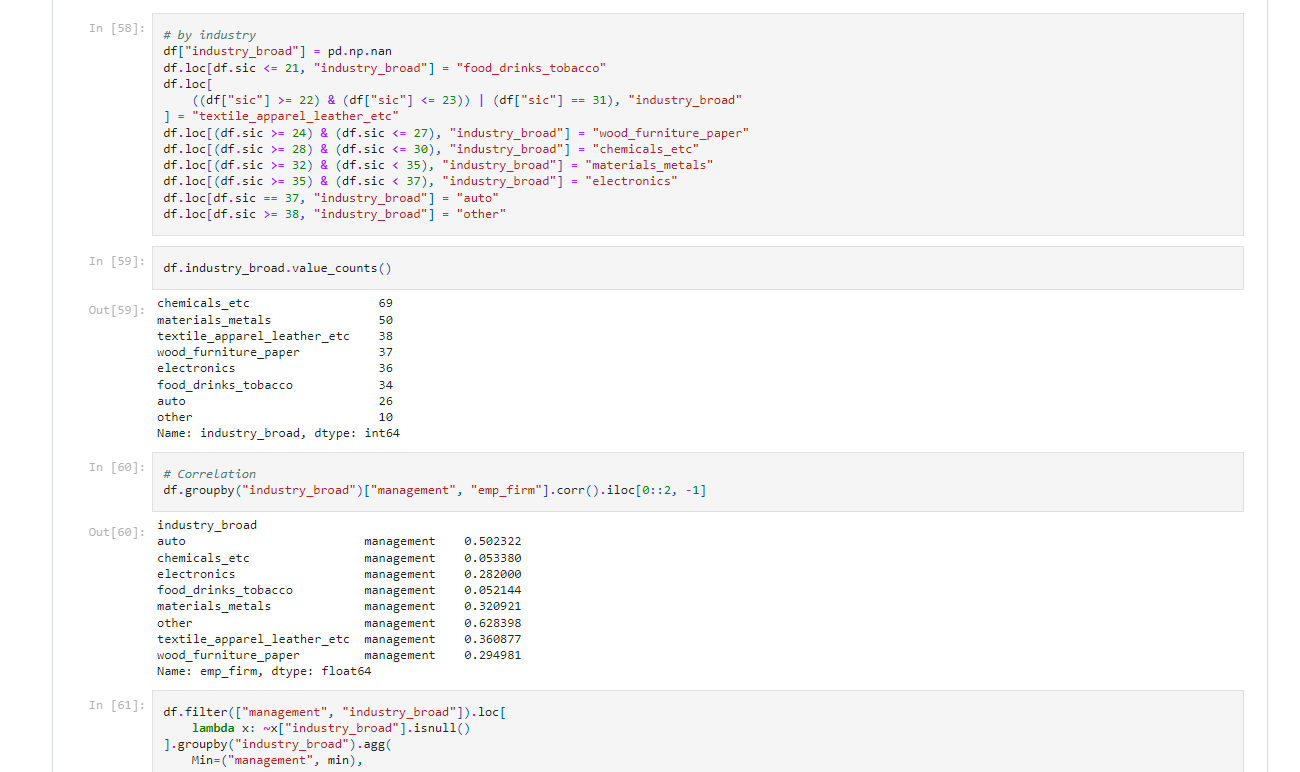 In [58]:
# by industry
df["industry_broad"] = pd.np.nan
df.loc[df.sic <= 21, "industry_broad"] = "food_drinks_tobacco"
df.loc[
    ((df["sic"] >= 22) & (df["sic"] <= 23)) | (df["sic"] == 31), "industry_broad"
] = "textile_apparel_leather_etc"
df.loc[(df.sic >= 24) & (df.sic <= 27), "industry_broad"] = "wood_furniture_paper"
df.loc[(df.sic >= 28) & (df.sic <= 30), "industry_broad"] = "chemicals_etc"
df.loc[(df.sic >= 32) & (df.sic < 35), "industry_broad"] = "materials_metals"
df.loc[(df.sic >= 35) & (df.sic < 37), "industry_broad"] = "electronics"
df.loc[df.sic == 37, "industry_broad"] = "auto"
df.loc[df.sic >= 38, "industry_broad"] = "other"
In [59]:
df.industry_broad.value_counts()
Out[59]:
chemicals_etc                  69
materials_metals               50
textile_apparel_leather_etc    38
wood_furniture_paper           37
electronics                    36
food_drinks_tobacco            34
auto                           26
other                          10
Name: industry_broad, dtype: int64
In [60]:
# Correlation
df.groupby("industry_broad")["management", "emp_firm"].corr().iloc[0::2, -1]
Out[60]:
industry_broad
auto                         management    0.502322
chemicals_etc                management    0.053380
electronics                  management    0.282000
food_drinks_tobacco          management    0.052144
materials_metals             management    0.320921
other                        management    0.628398
textile_apparel_leather_etc  management    0.360877
wood_furniture_paper         management    0.294981
Name: emp_firm, dtype: float64
In [61]:
df.filter(["management", "industry_broad"]).loc[
    lambda x: ~x["industry_broad"].isnull()
].groupby("industry_broad").agg(
    Min=("management", min),